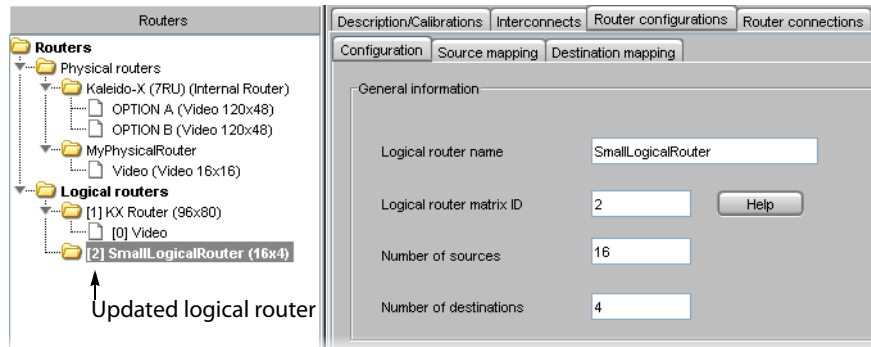 Routers
Routers
Physical routers
Kaleido-X (7RU) (Internal Router)
OPTION A (Video 120x48)
OPTION B (Video 120x48)
MyPhysicalRouter
Video (Video 16x16)
Logical routers
[1] KX Router (96x80)
[0] Video
[2] SmallLogicalRouter (16x4)
Updated logical router
Description/Calibrations Interconnects Router configurations Router connections
Configuration Source mapping Destination mapping
General information
Logical router name SmallLogicalRouter
Logical router matrix ID 2 Help
Number of sources 16
Number of destinations 4